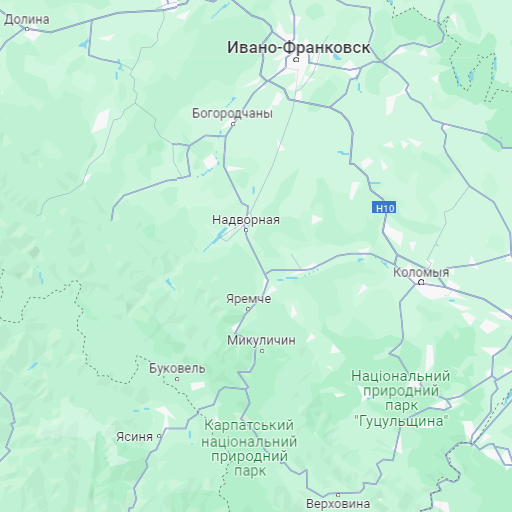 Долина
Ивано-Франковск
Богородчаны
H10
Надворная
Коломыя
Яремче
Микуличин
Буковель
Національний
природний
парк
"Гуцульщина"
Карпатський
національний
природний
парк
Ясиня
Верховина